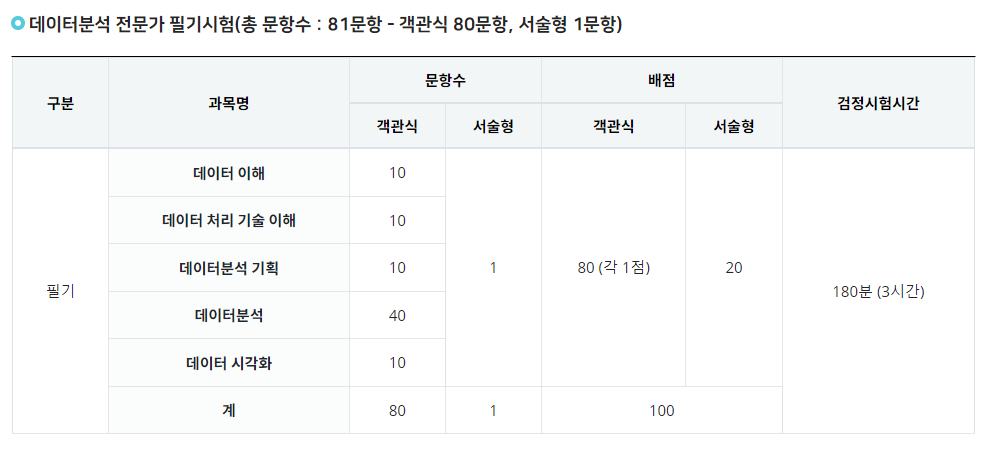 데이터분석 전문가 필기시험(총 문항수 : 81문항 - 객관식 80문항, 서술형 1문항)
구분 과목명 문항수 배점 검정시험시간
객관식 서술형 객관식 서술형
필기 데이터 이해 10 1 80 (각 1점) 20 180분 (3시간)
데이터 처리 기술 이해 10
데이터분석 기획 10
데이터분석 40
데이터 시각화 10
계 80 1 100